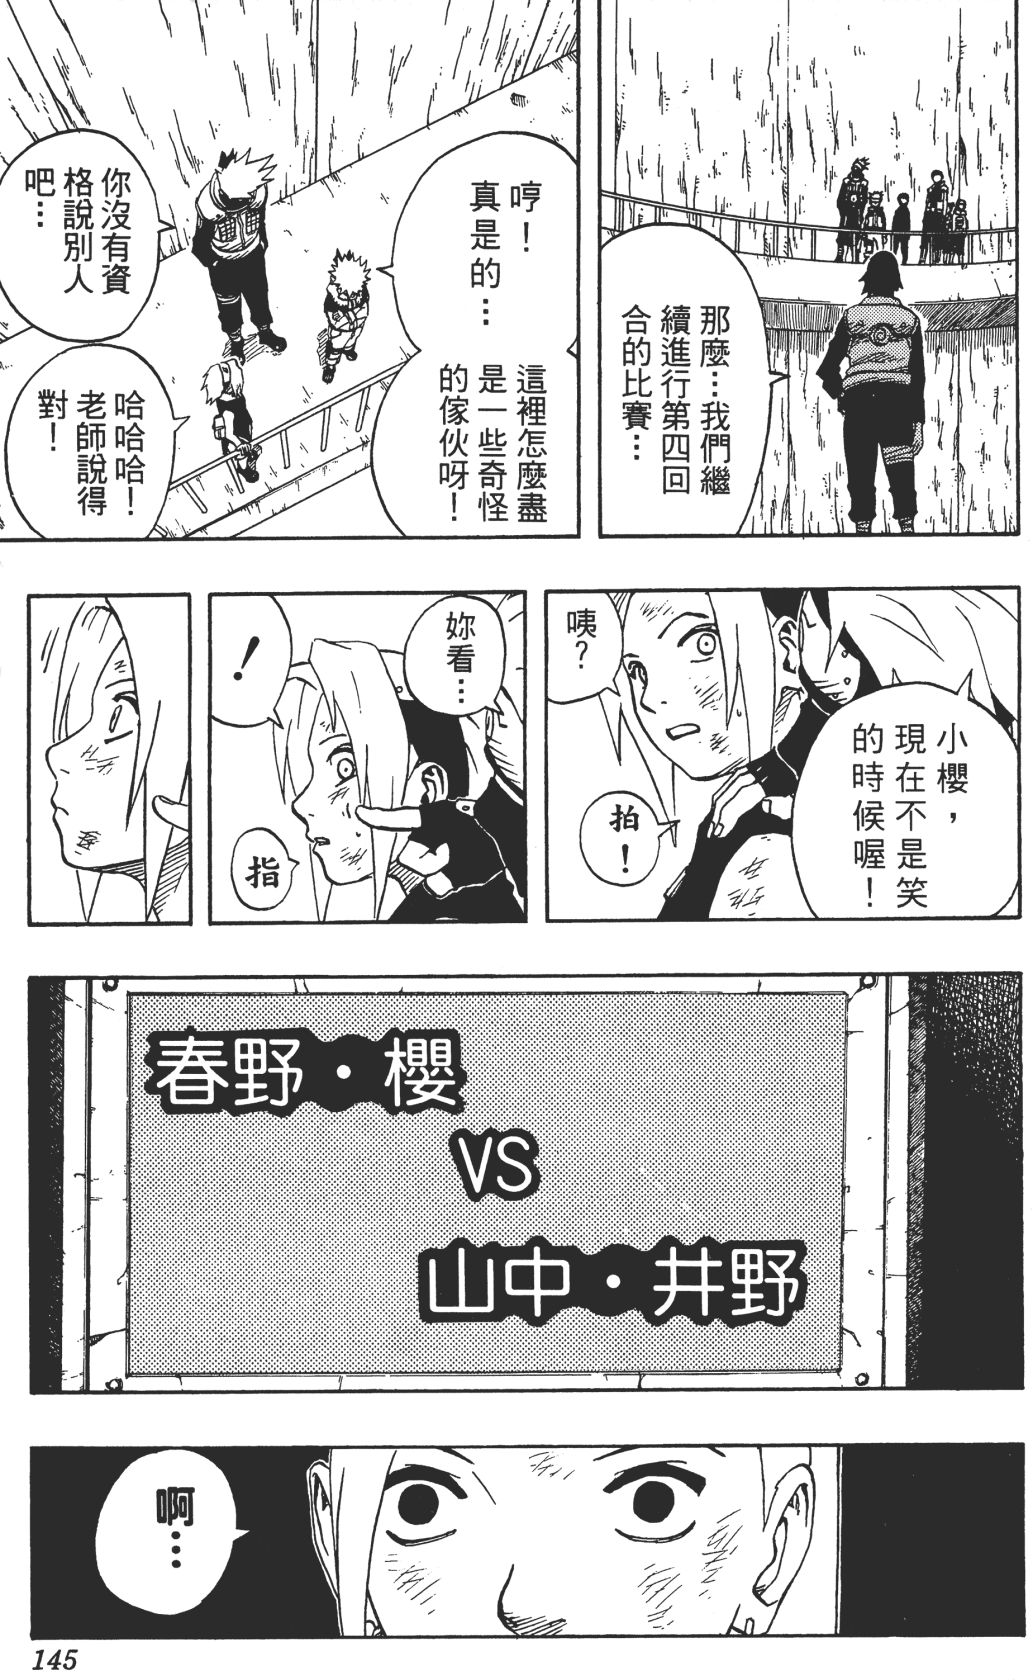 那麼…我們繼
續進行第四回
合的比賽…
哼！
真是的…
這裡怎麼盡
是一些奇怪
的傢伙呀！
你沒有資
格說別人
吧…
哈哈哈！
老師說得
對！
小櫻，
現在不是笑
的時候喔！
咦？
拍！
妳看…
！
指
春野・櫻
VS
山中・井野
啊…
145